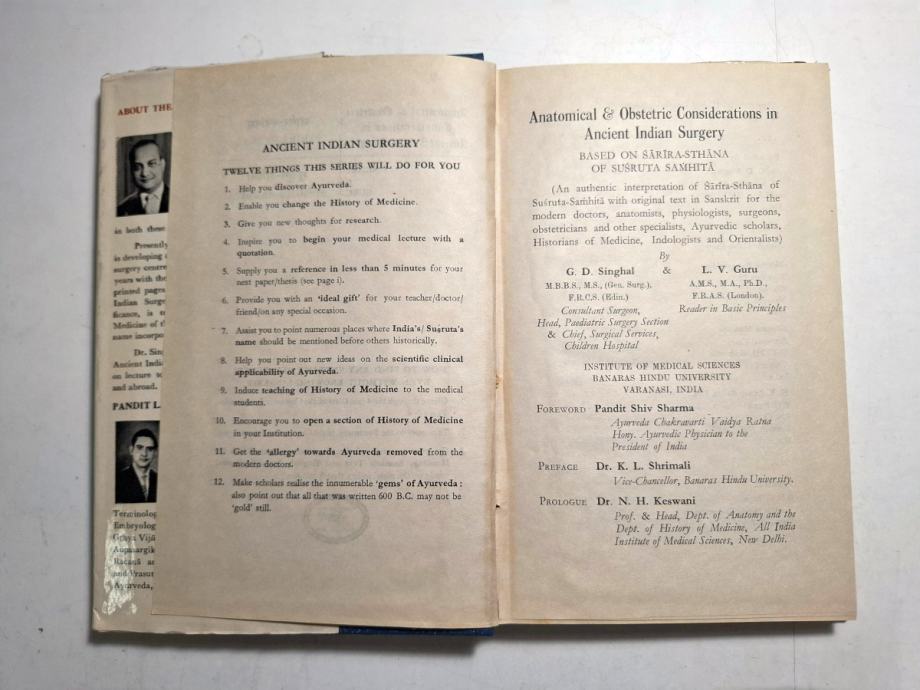 ABOUT THE
in both these
Presently
is developing
surgery centre
years with the
printed pages
Indian Surge
ficance, is
Medicine of t
name incorpo
Dr. Sin
Ancient Indi
on lecture to
and abroad.
PANDIT L.
Terminolog
Embryolog
Vijñ
Racanā
and Prasut
Āyurveda,
ANCIENT INDIAN SURGERY
TWELVE THINGS THIS SERIES WILL DO FOR YOU
1. Help you discover Ayurveda.
2. Enable you change the History of Medicine.
3. Give you new thoughts for research.
4. Inspire you to begin your medical lecture with a
quotation.
5. Supply you a reference in less than 5 minutes for your
next paper/thesis (see page i).
6. Provide you with an 'ideal gift' for your teacher/doctor/
friend/on any special occasion.
7. Assist you to point numerous places where India's/ Suśruta's
name should be mentioned before others historically.
8. Help you point out new ideas on the scientific clinical
applicability of Ayurveda.
9. Induce teaching of History of Medicine to the medical
students.
10. Encourage you to open a section of History of Medicine
in your Institution.
11. Get the 'allergy' towards Ayurveda removed from the
modern doctors.
12. Make scholars realise the innumerable 'gems' of Ayurveda :
also point out that all that was written 600 B.C. may not be
'gold' still.
Anatomical & Obstetric Considerations in
Ancient Indian Surgery
BASED ON ŚĀRĪRA-STHĀNA
OF SUŚRUTA SAṀHITĀ
(An authentic interpretation of Śārīra-Sthāna of
Suśruta-Saṁhitā with original text in Sanskrit for the
modern doctors, anatomists, physiologists, surgeons,
obstetricians and other specialists, Ayurvedic scholars,
Historians of Medicine, Indologists and Orientalists)
By
G. D. Singhal & L. V. Guru
M.B.B.S., M.S., (Gen. Surg.), A.M.S., M.A., Ph.D.,
F.R.C.S. (Edin.) F.R.A.S. (London).
Consultant Surgeon, Reader in Basic Principles
Head, Paediatric Surgery Section
& Chief, Surgical Services,
Children Hospital
INSTITUTE OF MEDICAL SCIENCES
BANARAS HINDU UNIVERSITY
VARANASI, INDIA
FOREWORD Pandit Shiv Sharma
Ayurveda Chakravarti Vaidya Ratna
Hony. Ayurvedic Physician to the
President of India
PREFACE Dr. K. L. Shrimali
Vice-Chancellor, Banaras Hindu University.
PROLOGUE Dr. N. H. Keswani
Prof. & Head, Dept. of Anatomy and the
Dept. of History of Medicine, All India
Institute of Medical Sciences, New Delhi.